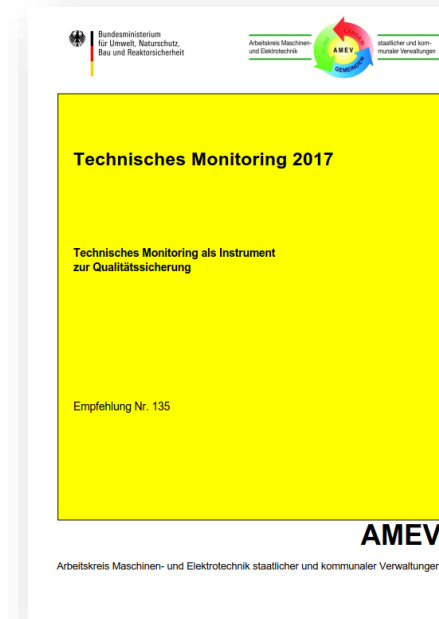 Bundesministerium
für Umwelt, Naturschutz,
Bau und Reaktorsicherheit
Arbeitskreis Maschinen-
und Elektrotechnik
LÄNDER
AMEV
GEMEINDEN
staatlicher und kom-
munaler Verwaltungen
Technisches Monitoring 2017
Technisches Monitoring als Instrument
zur Qualitätssicherung
Empfehlung Nr. 135
AMEV
Arbeitskreis Maschinen- und Elektrotechnik staatlicher und kommunaler Verwaltungen